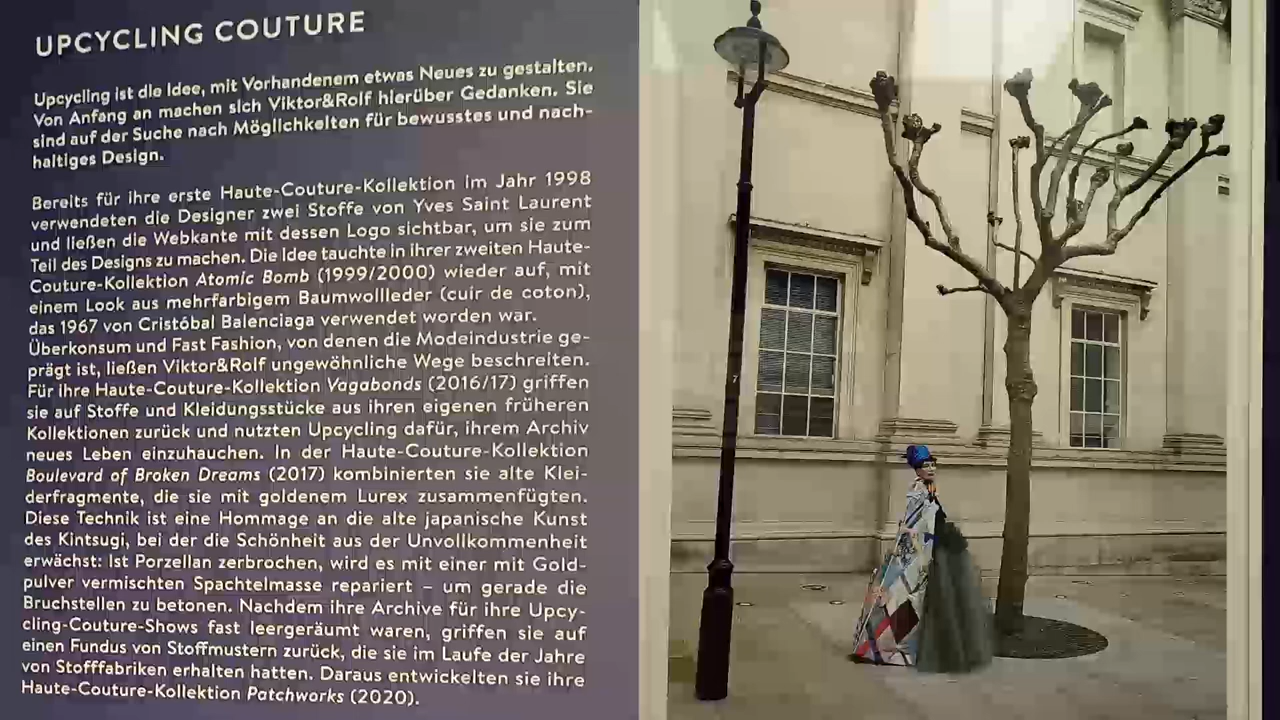 UPCYCLING COUTURE
Upcycling ist die Idee, mit Vorhandenem etwas Neues zu gestalten.
Von Anfang an machen sich Viktor&Rolf hierüber Gedanken. Sie
sind auf der Suche nach Möglichkeiten für bewusstes und nach-
haltiges Design.
Bereits für ihre erste Haute-Couture-Kollektion im Jahr 1998
verwendeten die Designer zwei Stoffe von Yves Saint Laurent
und ließen die Webkante mit dessen Logo sichtbar, um sie zum
Teil des Designs zu machen. Die Idee tauchte in ihrer zweiten Haute-
Couture-Kollektion Atomic Bomb (1999/2000) wieder auf, mit
einem Look aus mehrfarbigem Baumwollleder (cuir de coton),
das 1967 von Cristóbal Balenciaga verwendet worden war.
Überkonsum und Fast Fashion, von denen die Modeindustrie ge-
prägt ist, ließen Viktor&Rolf ungewöhnliche Wege beschreiten.
Für ihre Haute-Couture-Kollektion Vagabonds (2016/17) griffen
sie auf Stoffe und Kleidungsstücke aus ihren eigenen früheren
Kollektionen zurück und nutzten Upcycling dafür, ihrem Archiv
neues Leben einzuhauchen. In der Haute-Couture-Kollektion
Boulevard of Broken Dreams (2017) kombinierten sie alte Klei-
derfragmente, die sie mit goldenem Lurex zusammenfügten.
Diese Technik ist eine Hommage an die alte japanische Kunst
des Kintsugi, bei der die Schönheit aus der Unvollkommenheit
erwächst: Ist Porzellan zerbrochen, wird es mit einer mit Gold-
pulver vermischten Spachtelmasse repariert – um gerade die
Bruchstellen zu betonen. Nachdem ihre Archive für ihre Upcy-
cling-Couture-Shows fast leergeräumt waren, griffen sie auf
einen Fundus von Stoffmustern zurück, die sie im Laufe der Jahre
von Stofffabriken erhalten hatten. Daraus entwickelten sie ihre
Haute-Couture-Kollektion Patchworks (2020).
7